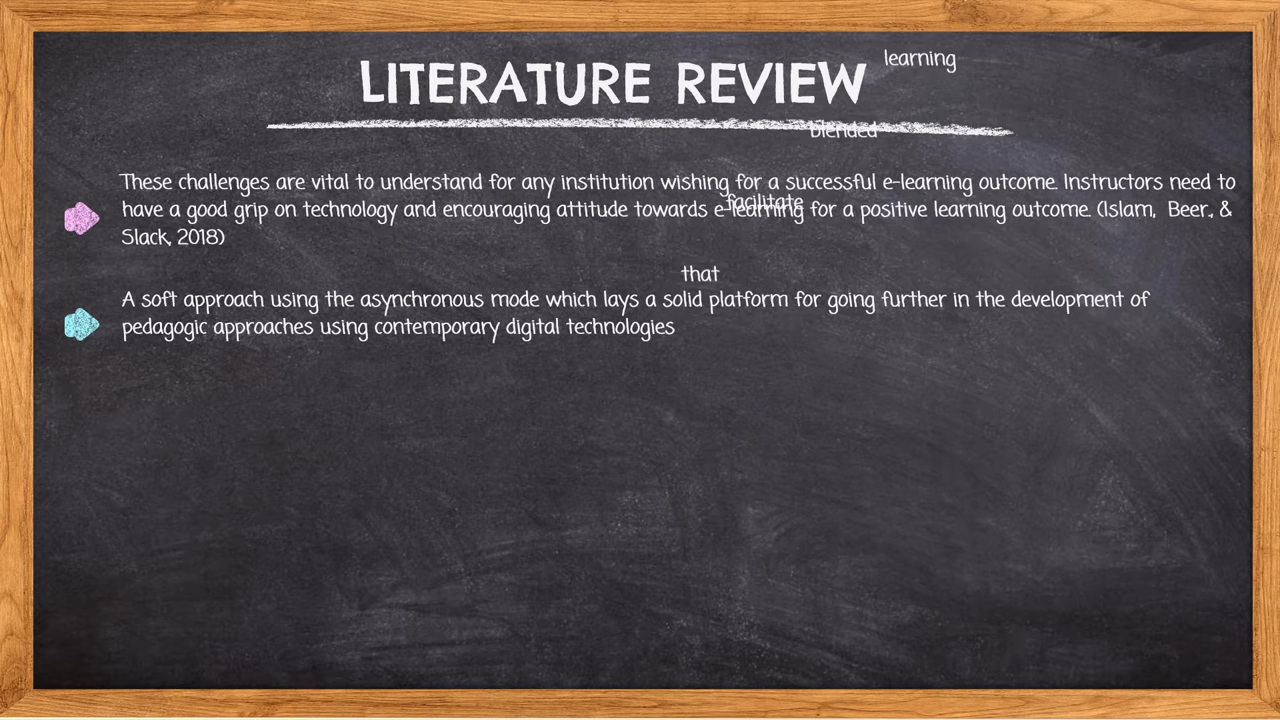 LITERATURE REVIEW
learning
blended
These challenges are vital to understand for any institution wishing for a successful e-learning outcome. Instructors need to
facilitate
have a good grip on technology and encouraging attitude towards e-learning for a positive learning outcome. (Islam, Beer, &
Slack, 2018)
that
A soft approach using the asynchronous mode which lays a solid platform for going further in the development of
pedagogic approaches using contemporary digital technologies